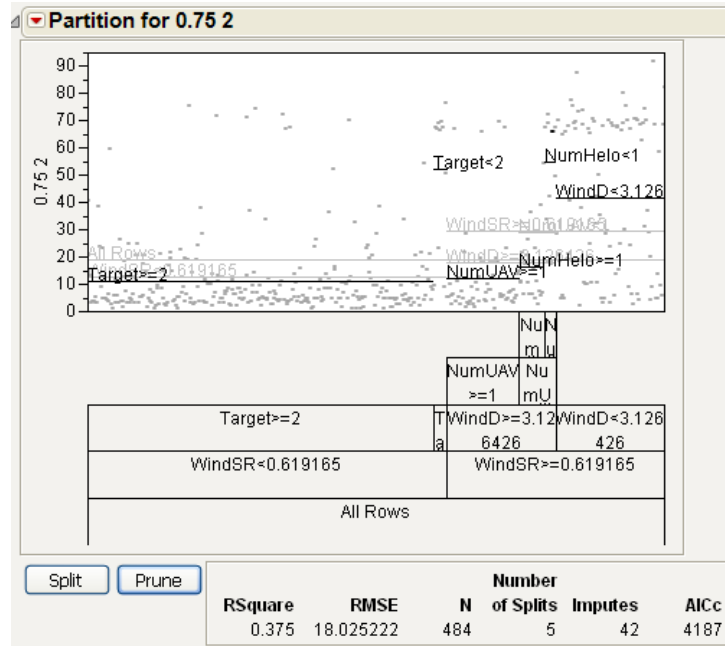 Partition for 0.75 2
90
80
70
60
50
40
30
20
10
0
0.75 2
Target<2
NumHelo<1
WindD<3.126
All Rows
Target>=2
NumUAV>=1
NumHelo>=1
Nu
m
N
u
NumUAV
>=1
Nu
mU
Target>=2
T
a
WindD>=3.12
6426
WindD<3.126
426
WindSR<0.619165
WindSR>=0.619165
All Rows
Split
Prune
RSquare
RMSE
N
Number
of Splits
Imputes
AICc
0.375
18.025222
484
5
42
4187